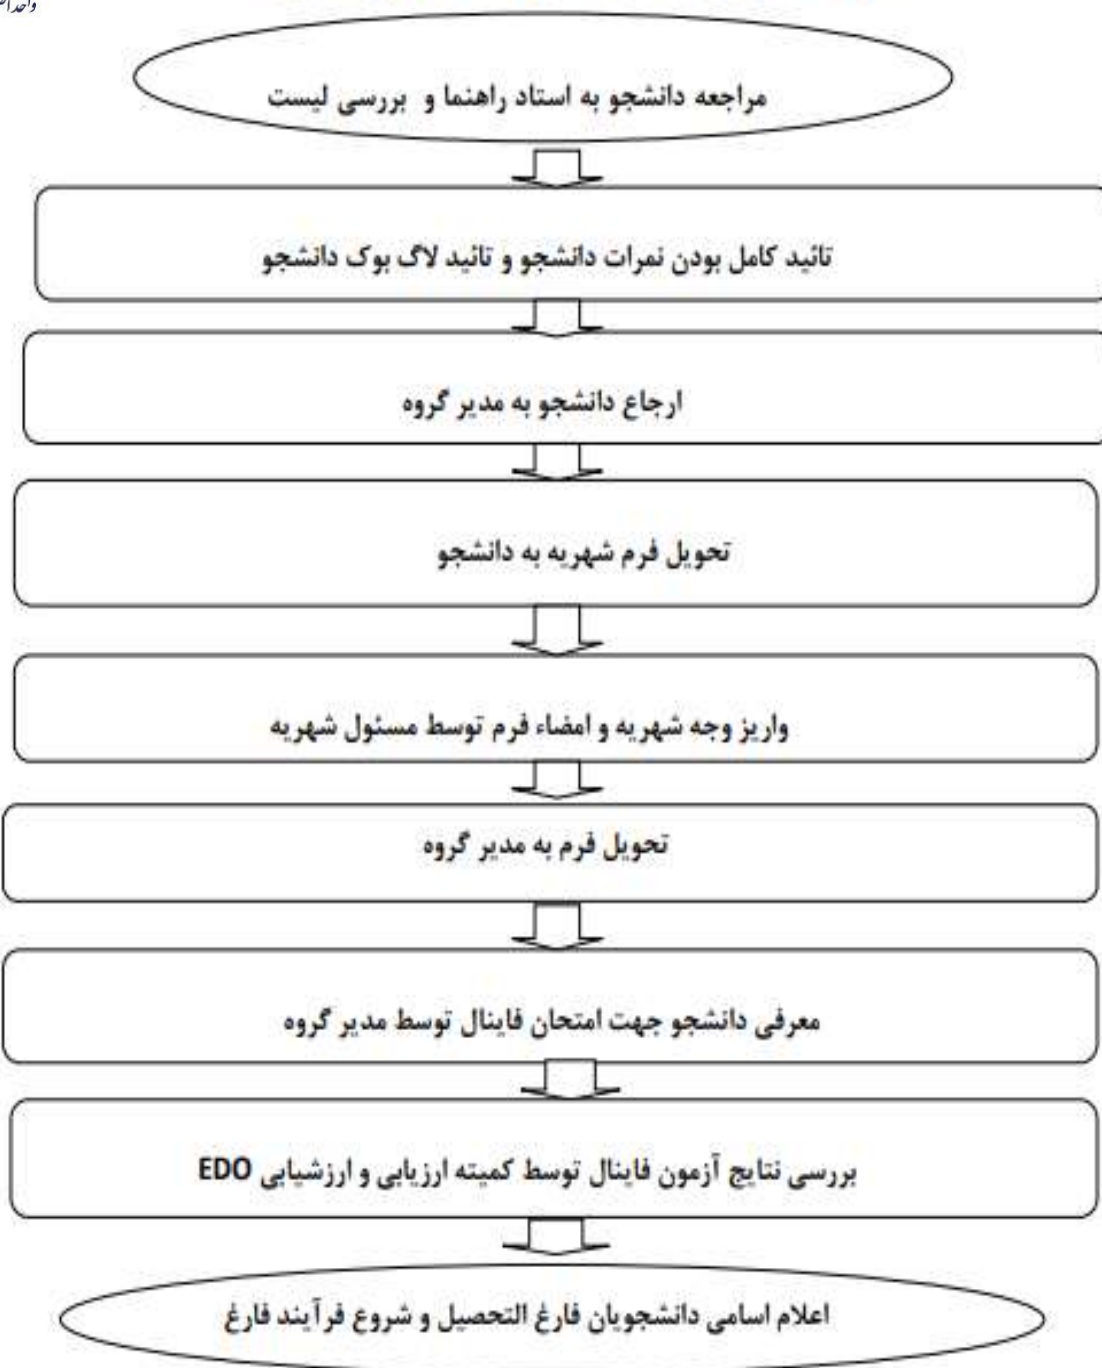 مراجعه دانشجو به استاد راهنما و بررسی لیست
تائید کامل بودن نمرات دانشجو و تائید لاگ بوک دانشجو
ارجاع دانشجو به مدیر گروه
تحویل فرم شهریه به دانشجو
واریز وجه شهریه و امضاء فرم توسط مسئول شهریه
تحویل فرم به مدیر گروه
معرفی دانشجو جهت امتحان فاینال توسط مدیر گروه
بررسی نتایج آزمون فاینال توسط کمیته ارزیابی و ارزشیابی EDO
اعلام اسامی دانشجویان فارغ التحصیل و شروع فرآیند فارغ